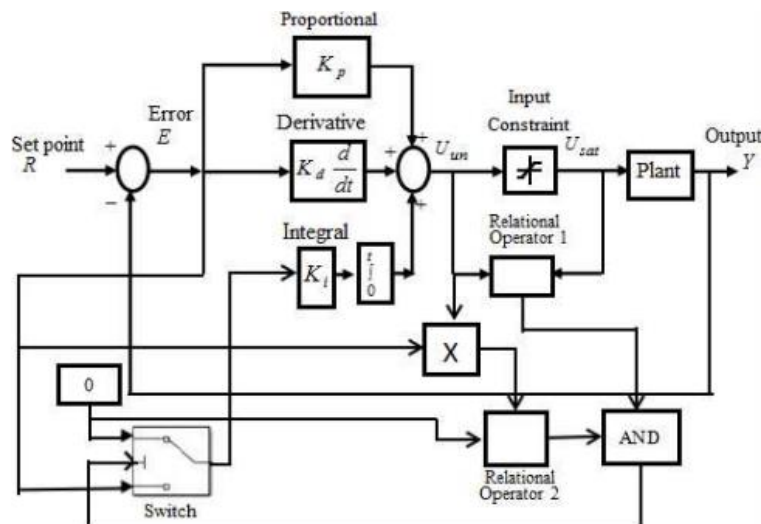 Proportional
K_p
Input
Constraint
Error
E
Derivative
Set point
R
+
−
K_d d/dt
+
+
+
U_un
U_sat
Plant
Output
Y
Integral
K_i
t
∫
0
Relational
Operator 1
X
0
AND
Relational
Operator 2
Switch